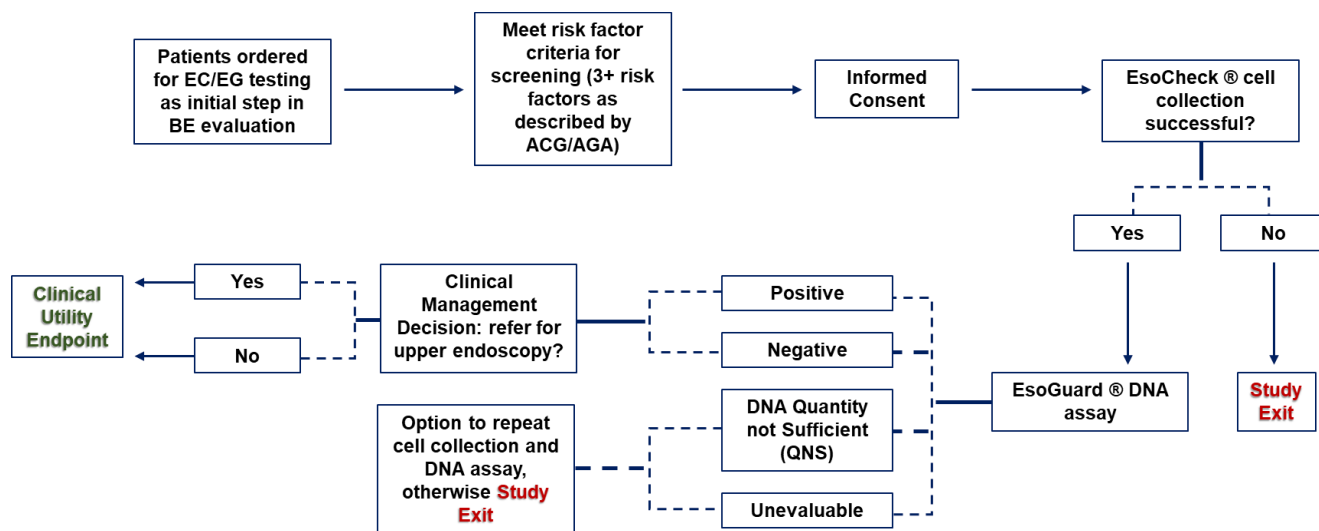 Patients ordered
for EC/EG testing
as initial step in
BE evaluation
Meet risk factor
criteria for
screening (3+ risk
factors as
described by
ACG/AGA)
Informed
Consent
EsoCheck ® cell
collection
successful?
Yes
No
EsoGuard ® DNA
assay
Study
Exit
Positive
Negative
DNA Quantity
not Sufficient
(QNS)
Unevaluable
Clinical
Management
Decision: refer for
upper endoscopy?
Option to repeat
cell collection and
DNA assay,
otherwise Study
Exit
Yes
No
Clinical
Utility
Endpoint